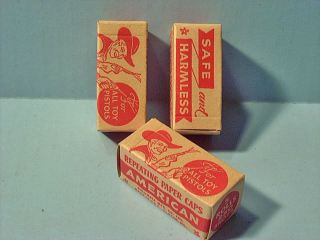 For
ALL TOY
PISTOLS
SAFE
and
HARMLESS
For
ALL TOY
PISTOLS
REPEATING PAPER CAPS
AMERICAN